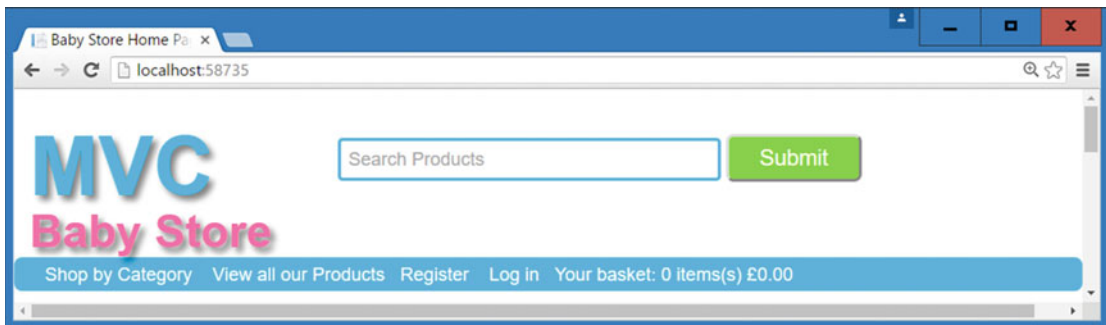 Baby Store Home Pa
localhost:58735
MVC
Search Products
Submit
Baby Store
Shop by Category View all our Products Register Log in Your basket: 0 items(s) £0.00